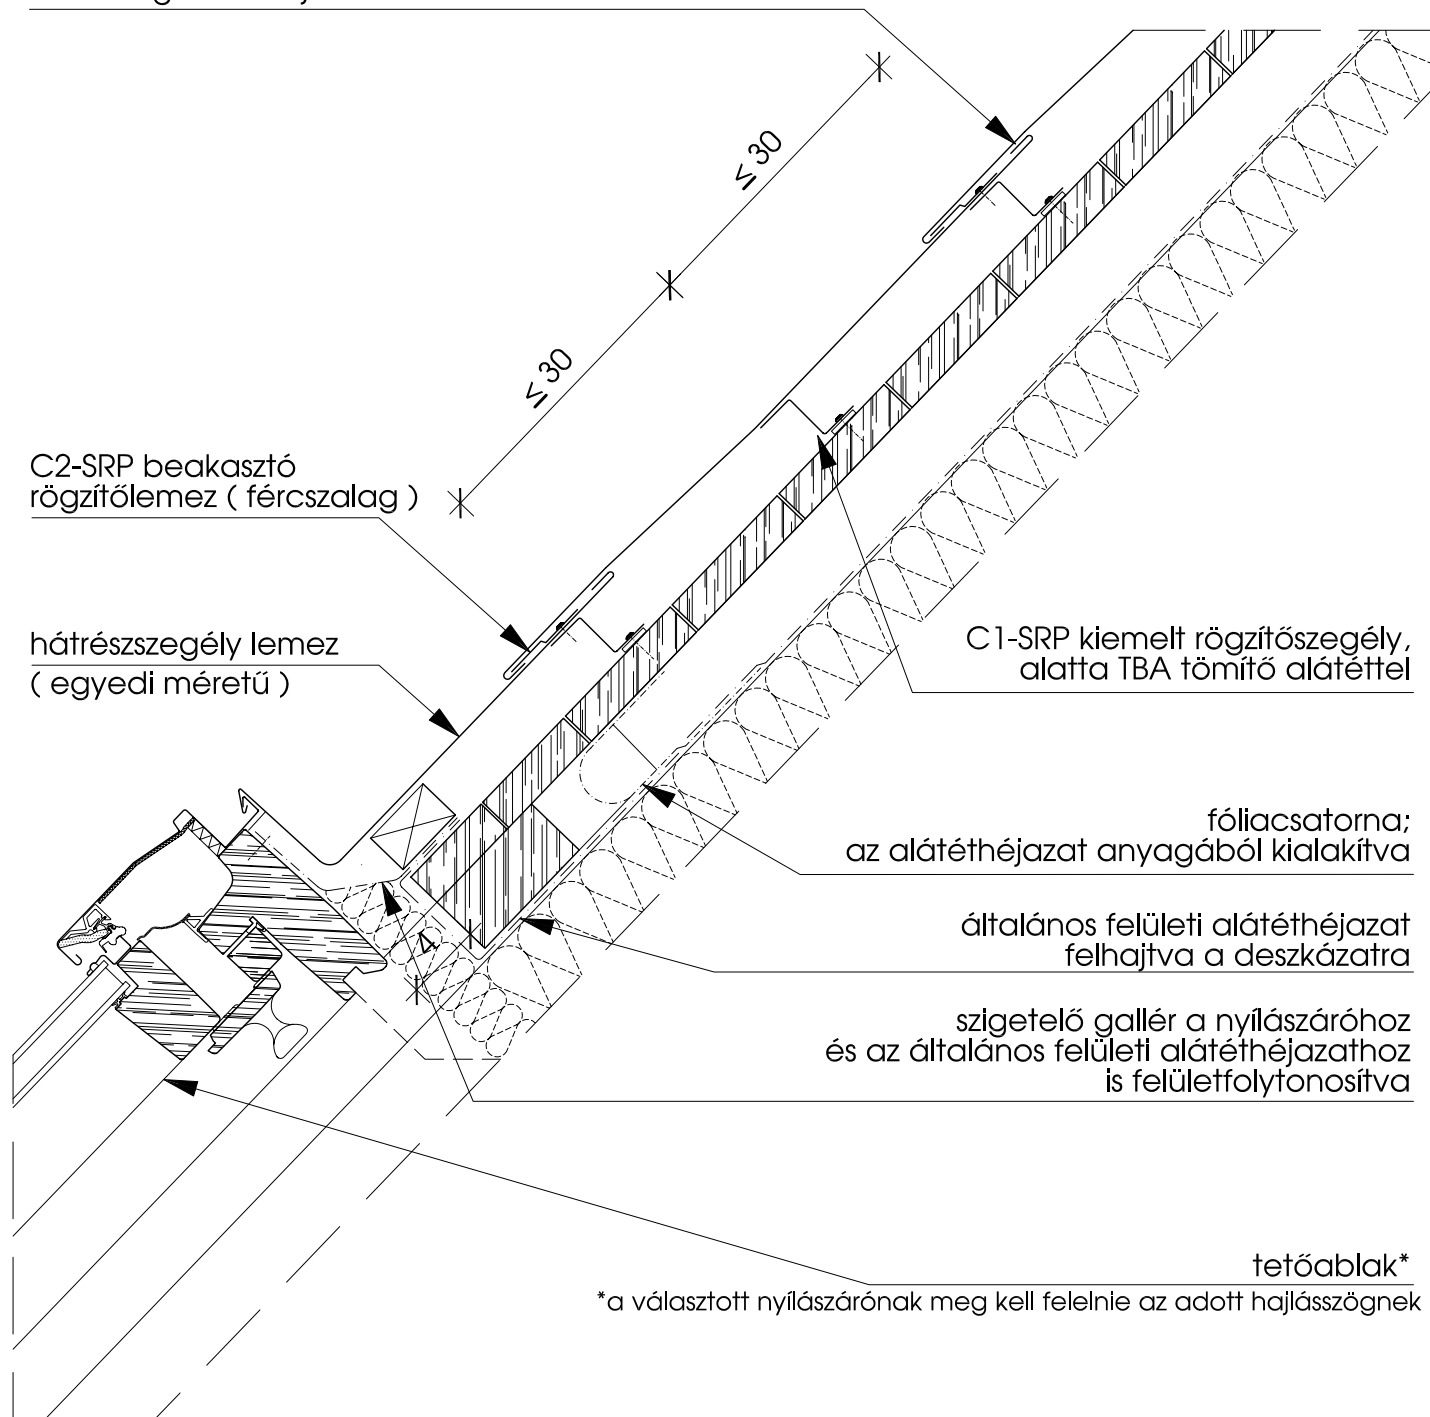 ≤ 30
≤ 30
C2-SRP beakasztó
rögzítőlemez ( fércszalag )
hátrészszegély lemez
( egyedi méretű )
C1-SRP kiemelt rögzítőszegély,
alatta TBA tömítő alátéttel
fóliacsatorna;
az alátéthéjazat anyagából kialakítva
általános felületi alátéthéjazat
felhajtva a deszkázatra
4
szigetelő gallér a nyílászáróhoz
és az általános felületi alátéthéjazathoz
is felületfolytonosítva
tetőablak*
*a választott nyílászárónak meg kell felelnie az adott hajlásszögnek